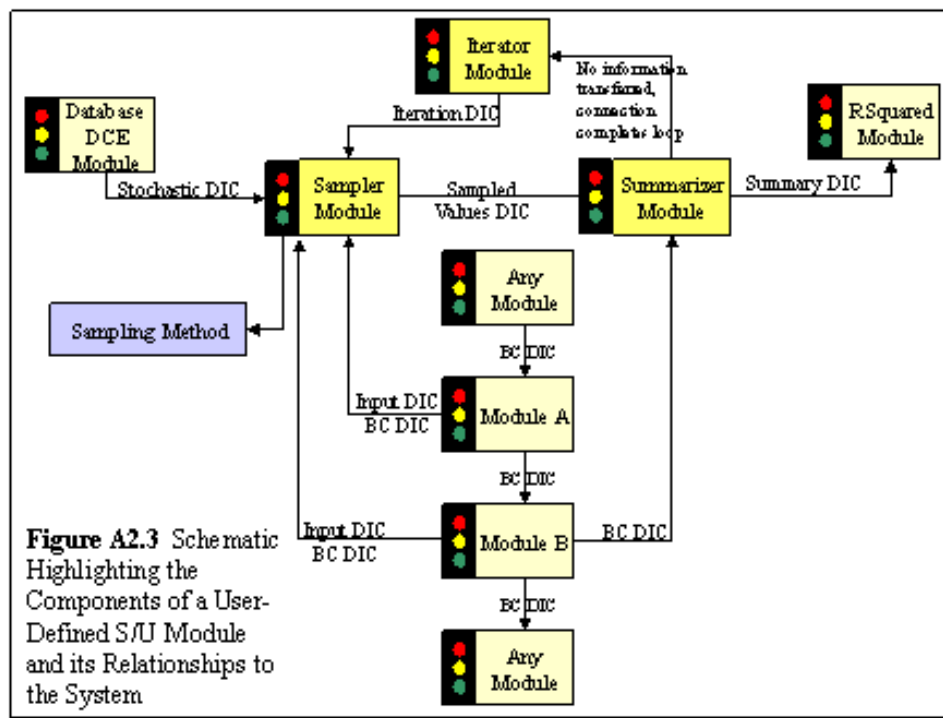 Iterator
Module
No information
transfired,
connection
complete loop
Database
DCE
Module
RSquared
Module
Iteration DIC
Stochastic DIC
Sampler
Module
Sampled
Values DIC
Summarizer
Module
Summary DIC
Any
Module
Sampling Method
BC DIC
Input DIC
BC DIC
Module A
BC DIC
Input DIC
BC DIC
Module B
BC DIC
BC DIC
Any
Module
Figure A2.3 Schematic
Highlighting the
Components of a User-
Defined S/U Module
and its Relationships to
the System